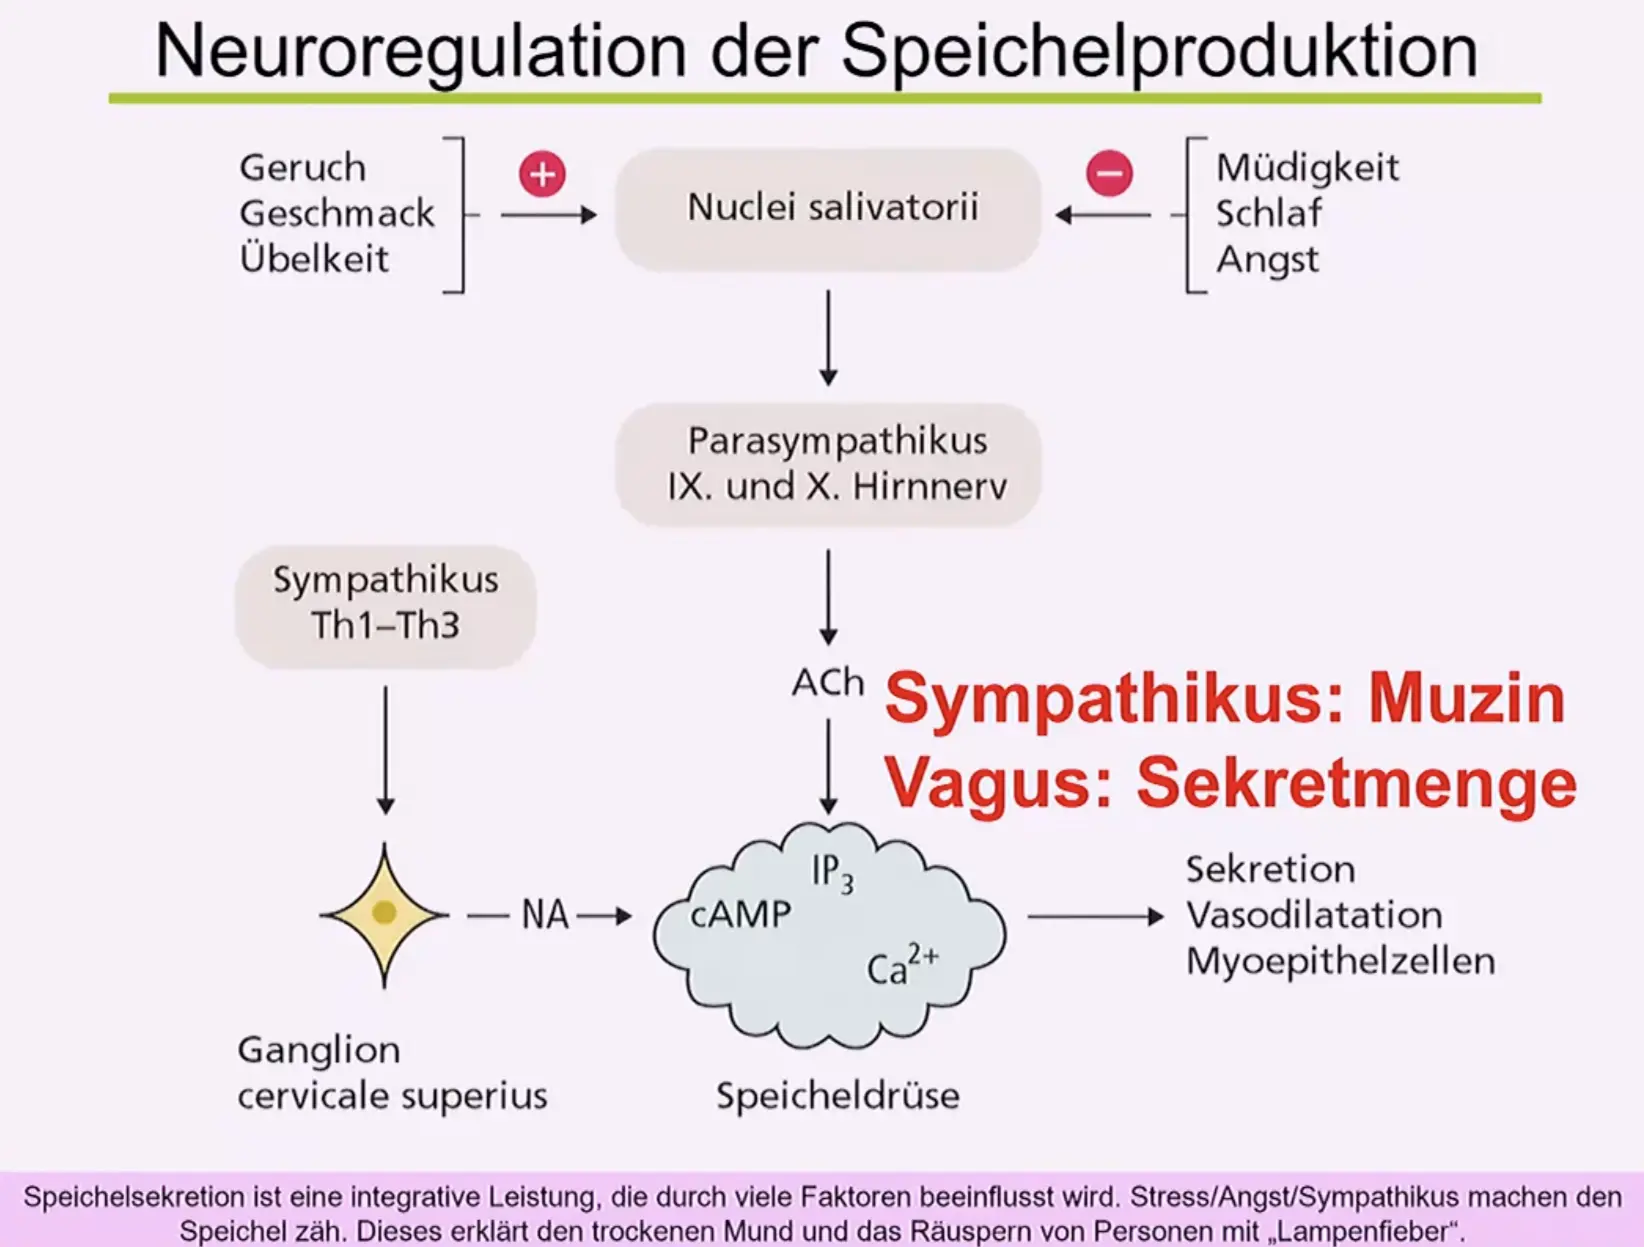 Neuroregulation der Speichelproduktion
Geruch
Geschmack
Übelkeit
+
Nuclei salivatorii
−
Müdigkeit
Schlaf
Angst
Parasympathikus
IX. und X. Hirnnerv
Sympathikus
Th1–Th3
ACh
Sympathikus: Muzin
Vagus: Sekretmenge
NA
IP3
cAMP
Ca2+
Sekretion
Vasodilatation
Myoepithelzellen
Ganglion
cervicale superius
Speicheldrüse
Speichelsekretion ist eine integrative Leistung, die durch viele Faktoren beeinflusst wird. Stress/Angst/Sympathikus machen den
Speichel zäh. Dieses erklärt den trockenen Mund und das Räuspern von Personen mit „Lampenfieber“.